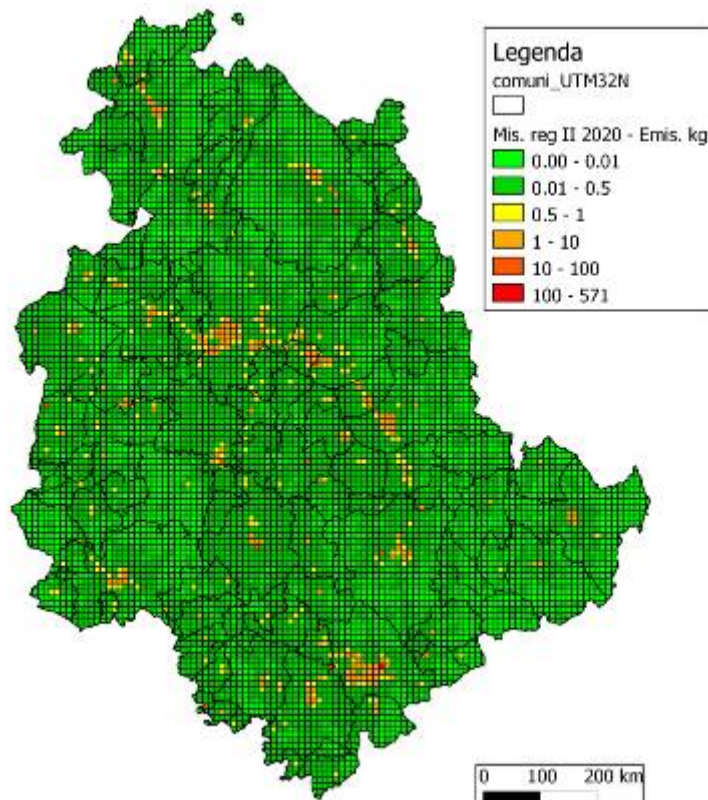 Legenda
comuni_UTM32N
Mis. reg II 2020 - Emis. kg
0.00 - 0.01
0.01 - 0.5
0.5 - 1
1 - 10
10 - 100
100 - 571
0 100 200 km